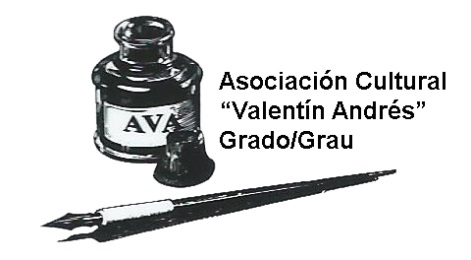 AVA
Asociación Cultural
“Valentín Andrés”
Grado/Grau